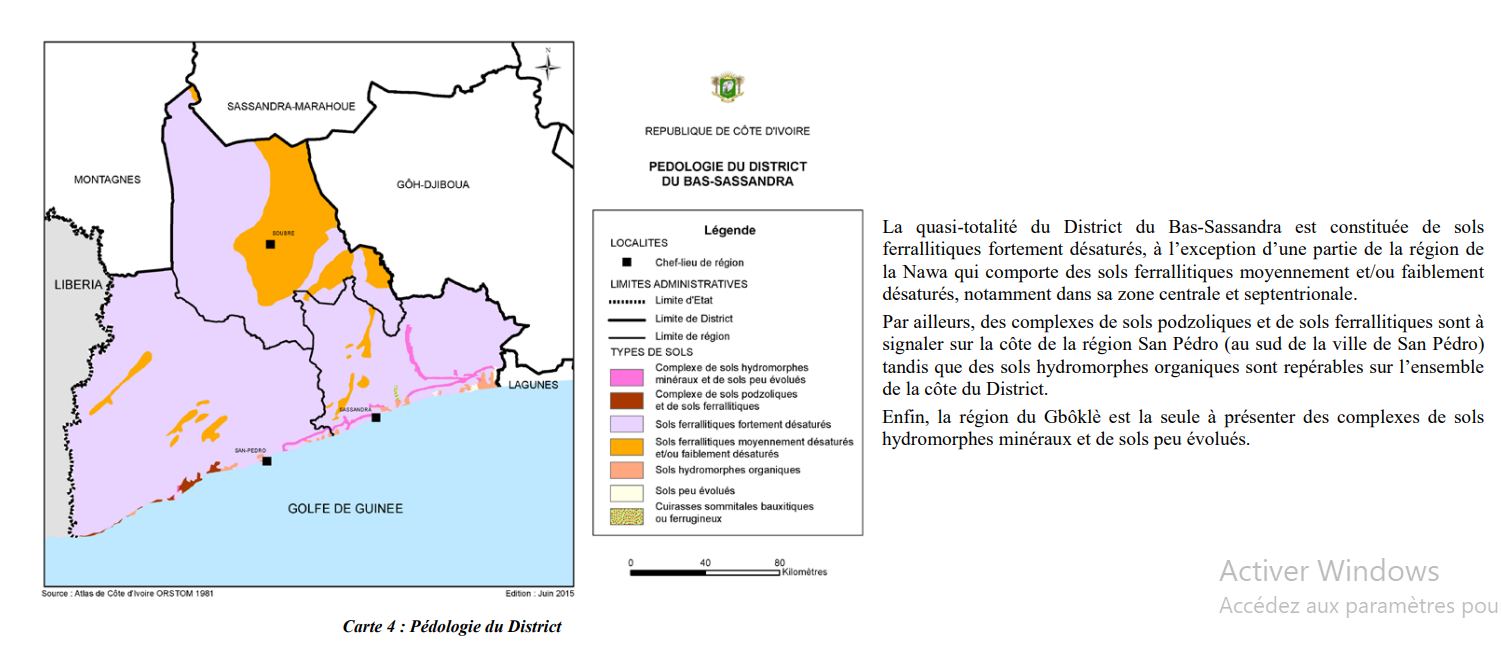 N
SASSANDRA-MARAHOUE
MONTAGNES
GÔH-DJIBOUA
SOUBRE
LIBERIA
LAGUNES
SASSANDRA
SAN-PEDRO
GOLFE DE GUINEE
Source : Atlas de Côte d'Ivoire ORSTOM 1981
Edition : Juin 2015
Carte 4 : Pédologie du District
REPUBLIQUE DE CÔTE D'IVOIRE
PEDOLOGIE DU DISTRICT
DU BAS-SASSANDRA
Légende
LOCALITES
Chef-lieu de région
LIMITES ADMINISTRATIVES
Limite d'Etat
Limite de District
Limite de région
TYPES DE SOLS
Complexe de sols hydromorphes
minéraux et de sols peu évolués
Complexe de sols podzoliques
et de sols ferrallitiques
Sols ferrallitiques fortement désaturés
Sols ferrallitiques moyennement désaturés
et/ou faiblement désaturés
Sols hydromorphes organiques
Sols peu évolués
Cuirasses sommitales bauxitiques
ou ferrugineux
0 40 80
Kilomètres
La quasi-totalité du District du Bas-Sassandra est constituée de sols
ferrallitiques fortement désaturés, à l'exception d'une partie de la région de
la Nawa qui comporte des sols ferrallitiques moyennement et/ou faiblement
désaturés, notamment dans sa zone centrale et septentrionale.
Par ailleurs, des complexes de sols podzoliques et de sols ferrallitiques sont à
signaler sur la côte de la région San Pédro (au sud de la ville de San Pédro)
tandis que des sols hydromorphes organiques sont repérables sur l'ensemble
de la côte du District.
Enfin, la région du Gbôklè est la seule à présenter des complexes de sols
hydromorphes minéraux et de sols peu évolués.
Activer Windows
Accédez aux paramètres pou